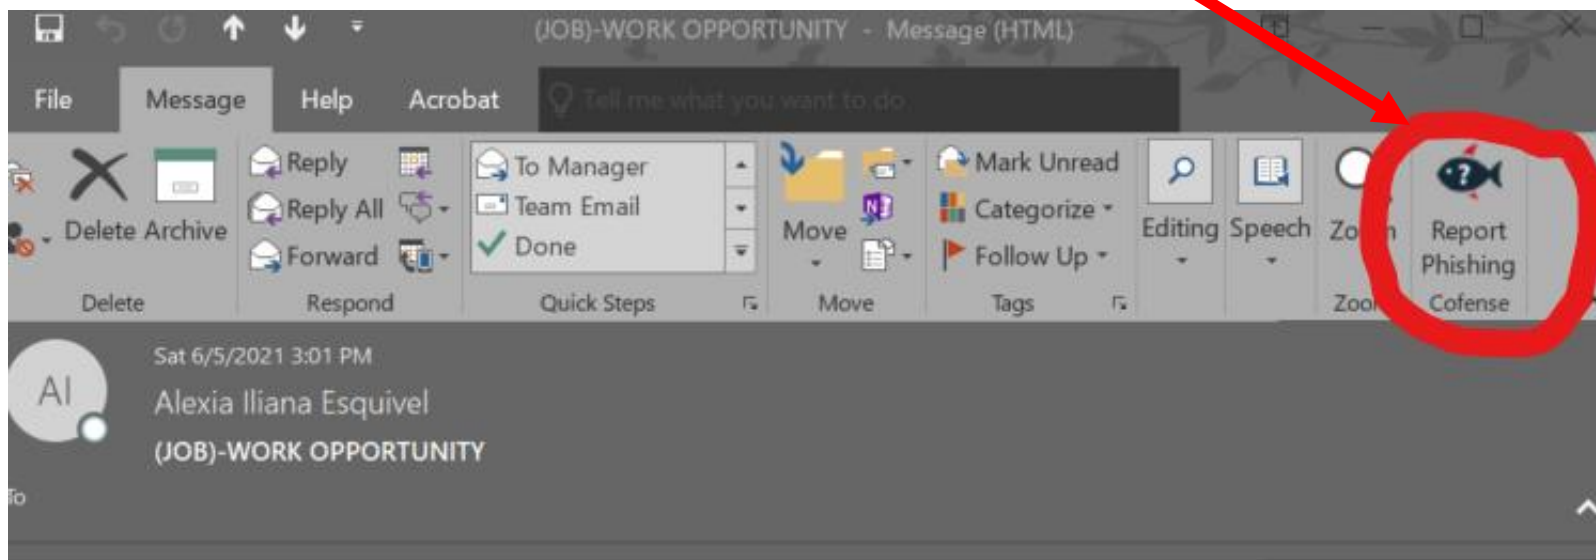 (JOB)-WORK OPPORTUNITY - Message (HTML)
File Message Help Acrobat Tell me what you want to do
Reply To Manager Mark Unread
Delete Archive Reply All Team Email Move Categorize Editing Speech Zoom Report
Forward Done Follow Up Phishing
Delete Respond Quick Steps Move Tags Zoom Cofense
Sat 6/5/2021 3:01 PM
AI
Alexia Iliana Esquivel
(JOB)-WORK OPPORTUNITY
To